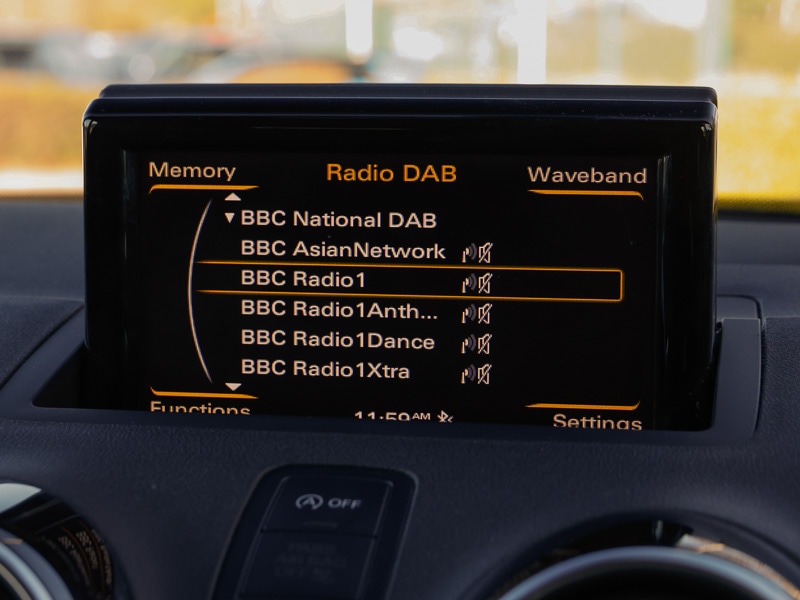 Memory Radio DAB Waveband
BBC National DAB
BBC AsianNetwork
BBC Radio1
BBC Radio1Anth...
BBC Radio1Dance
BBC Radio1Xtra
Functions 11:59AM Settings
A OFF